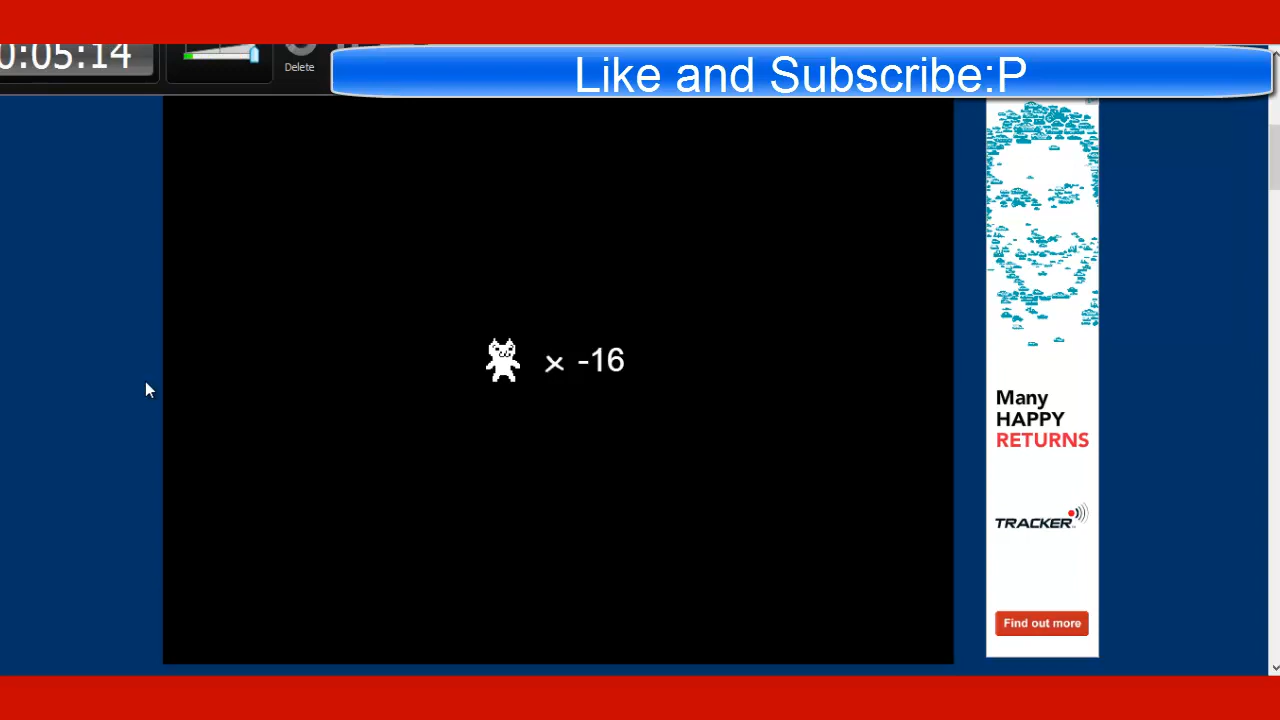 0:05:14
Delete
Like and Subscribe:P
x -16
Many
HAPPY
RETURNS
TRACKER
Find out more